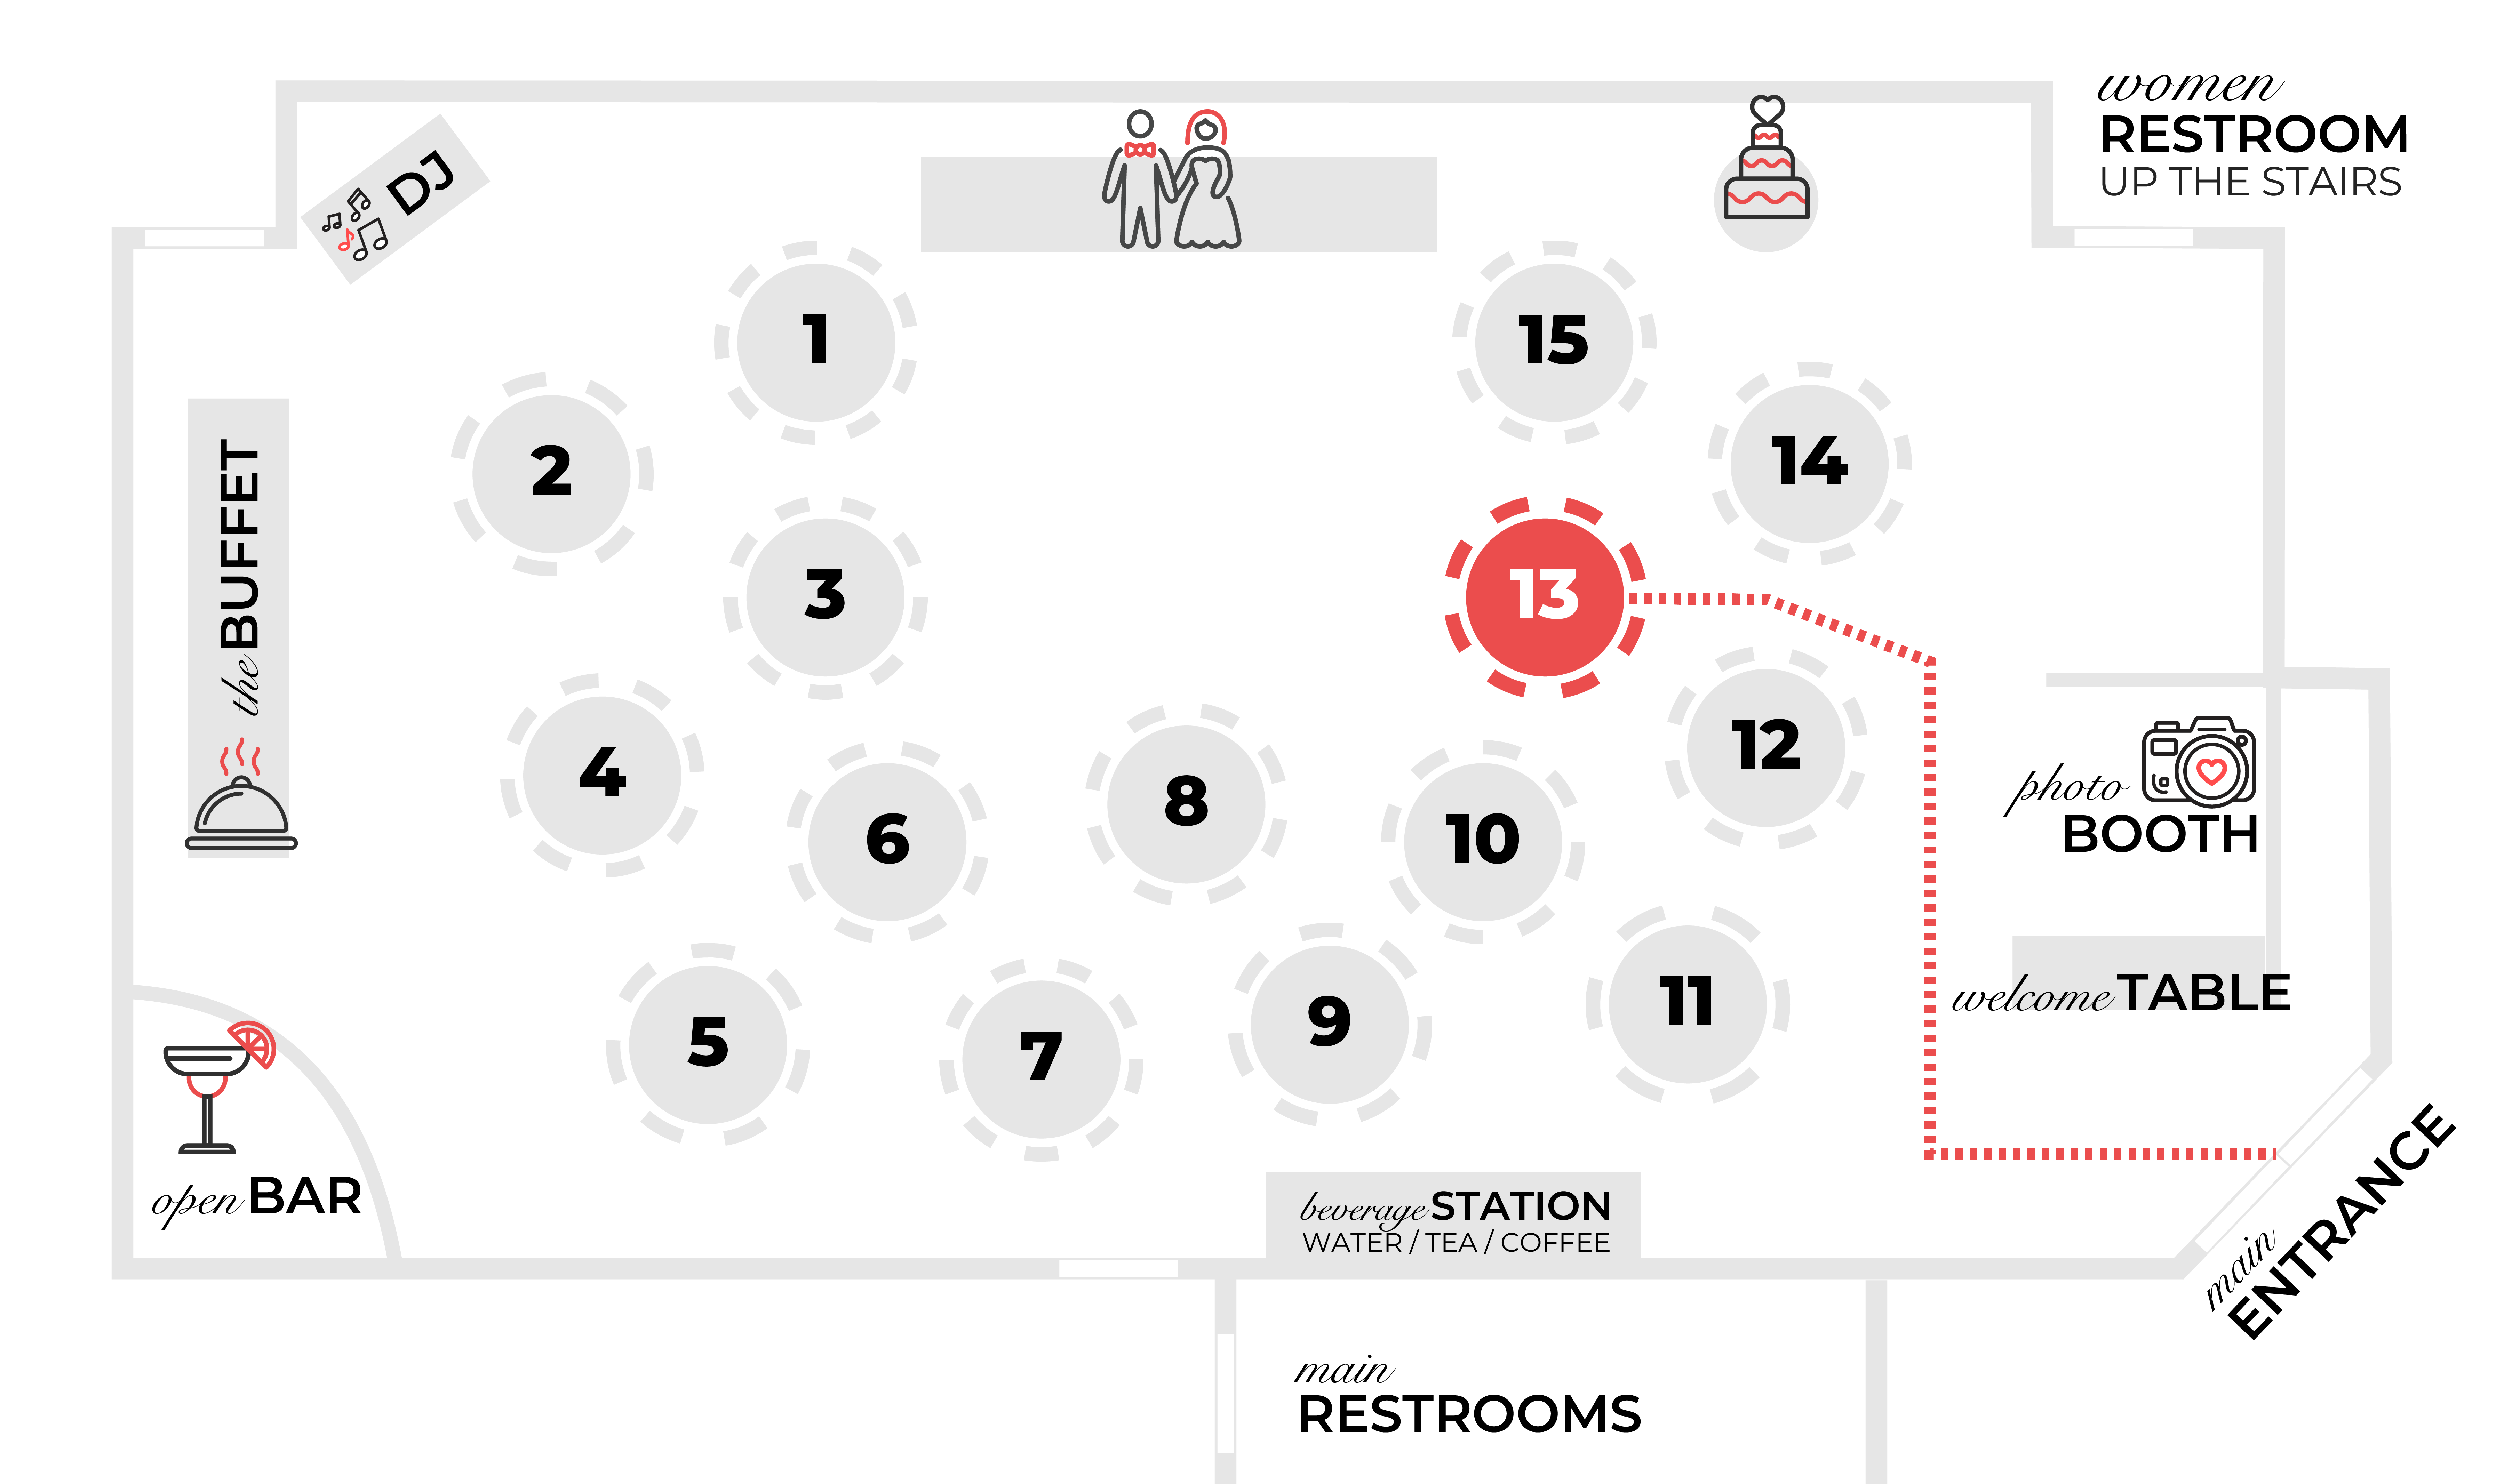 women
RESTROOM
UP THE STAIRS
DJ
1
15
2
14
the BUFFET
3
13
4
12
6
8
10
photo
BOOTH
5
7
9
11
welcome TABLE
open BAR
beverage STATION
WATER / TEA / COFFEE
main
ENTRANCE
main
RESTROOMS